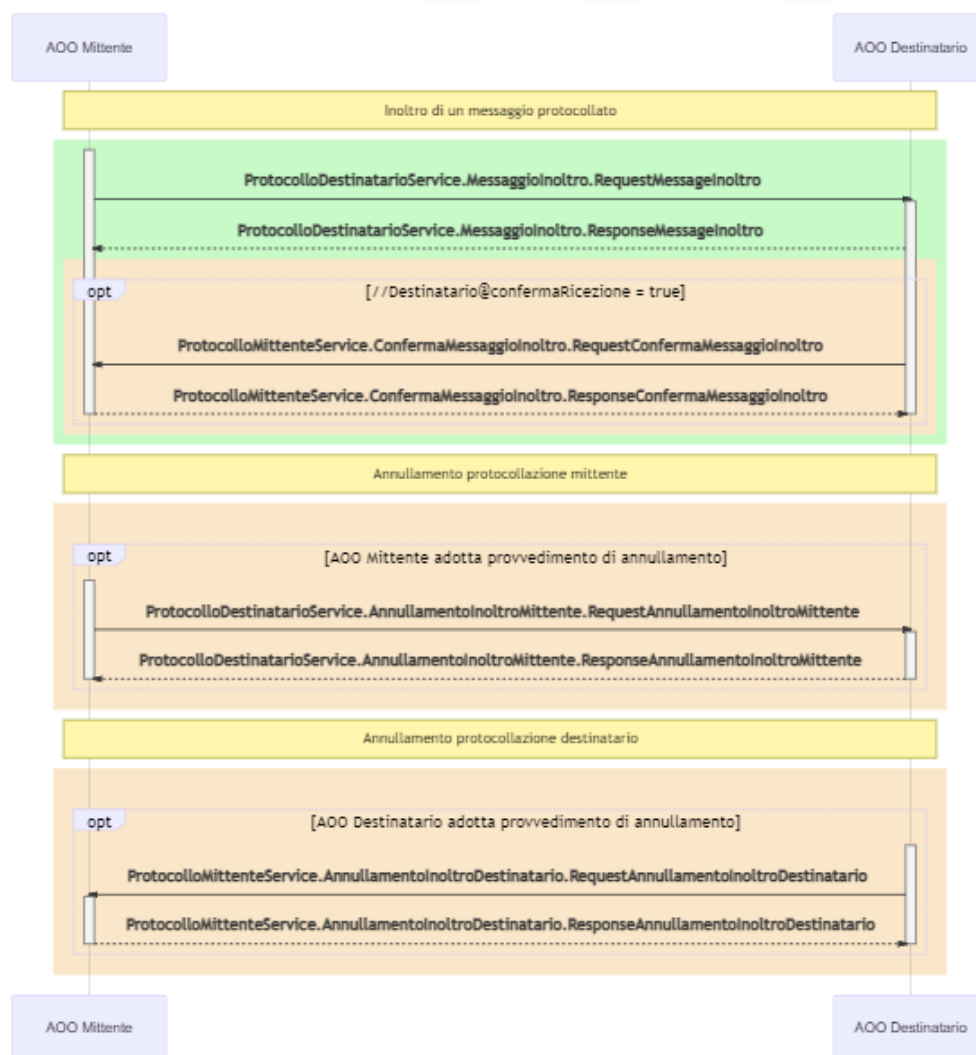 AOO Mittente
AOO Destinatario
Inoltro di un messaggio protocollato
ProtocolloDestinatarioService.MessaggioInoltro.RequestMessageInoltro
ProtocolloDestinatarioService.MessaggioInoltro.ResponseMessageInoltro
opt
[//Destinatario@confermaRicezione = true]
ProtocolloMittenteService.ConfermaMessaggioInoltro.RequestConfermaMessaggioInoltro
ProtocolloMittenteService.ConfermaMessaggioInoltro.ResponseConfermaMessaggioInoltro
Annullamento protocollazione mittente
opt
[AOO Mittente adotta provvedimento di annullamento]
ProtocolloDestinatarioService.AnnullamentoInoltroMittente.RequestAnnullamentoInoltroMittente
ProtocolloDestinatarioService.AnnullamentoInoltroMittente.ResponseAnnullamentoInoltroMittente
Annullamento protocollazione destinatario
opt
[AOO Destinatario adotta provvedimento di annullamento]
ProtocolloMittenteService.AnnullamentoInoltroDestinatario.RequestAnnullamentoInoltroDestinatario
ProtocolloMittenteService.AnnullamentoInoltroDestinatario.ResponseAnnullamentoInoltroDestinatario
AOO Mittente
AOO Destinatario